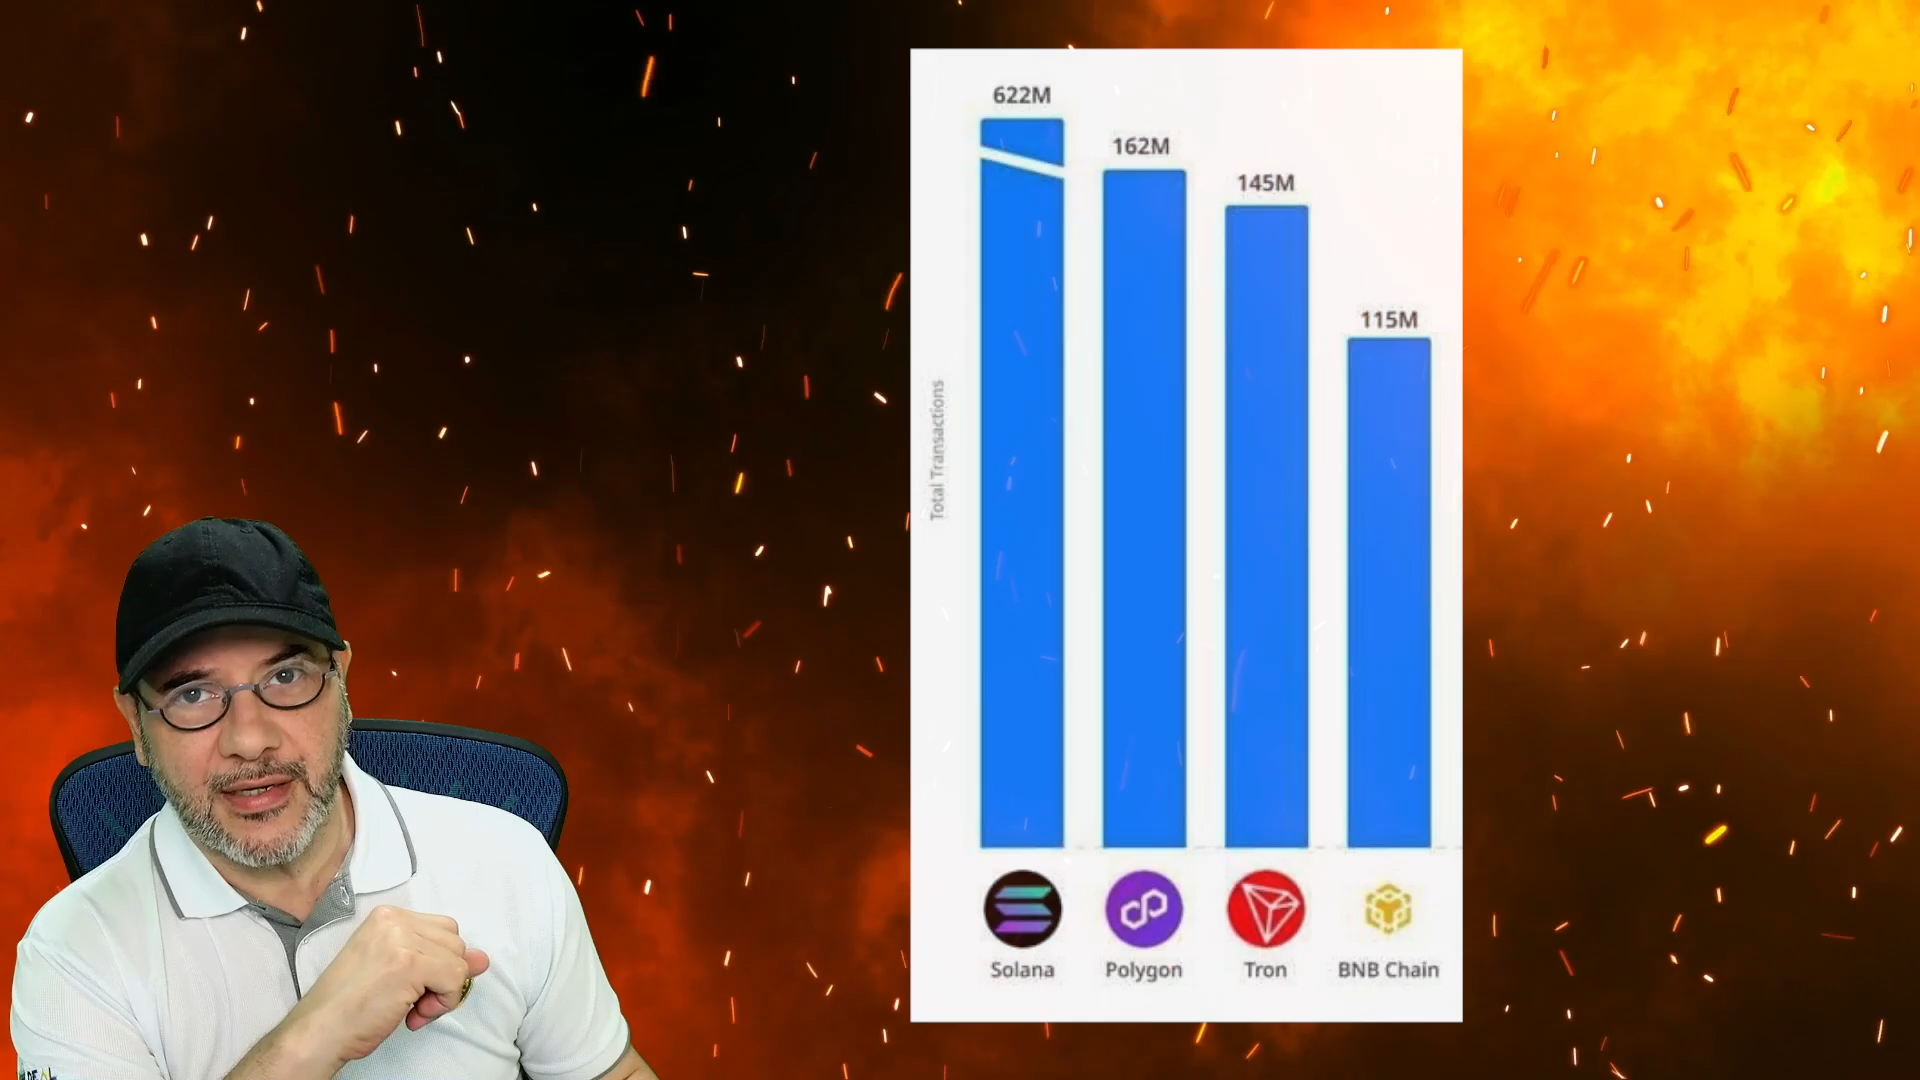 622M
162M
145M
115M
Total Transactions
Solana
Polygon
Tron
BNB Chain